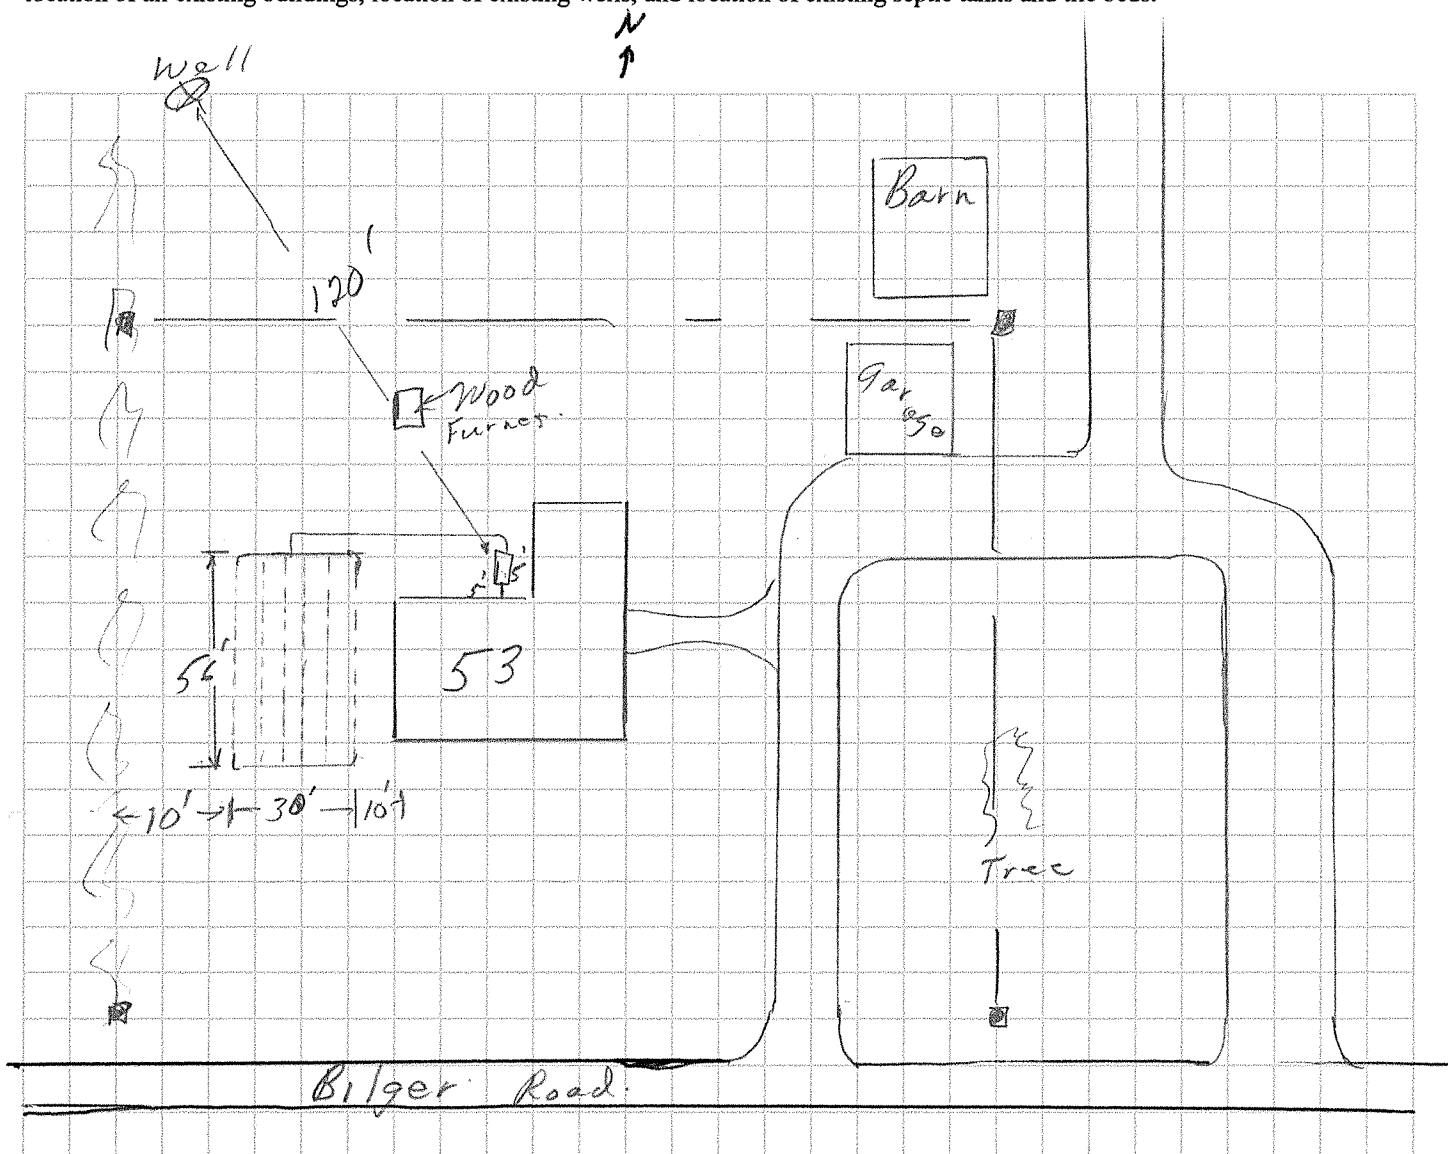 location of all existing buildings, location of existing wells, and location of existing septic tanks and tile beds.
N
Well
Barn
120'
Garage
Wood
Furnes.
5'
5'
53
56'
10' 30' 10'
Tree
Bilger Road.